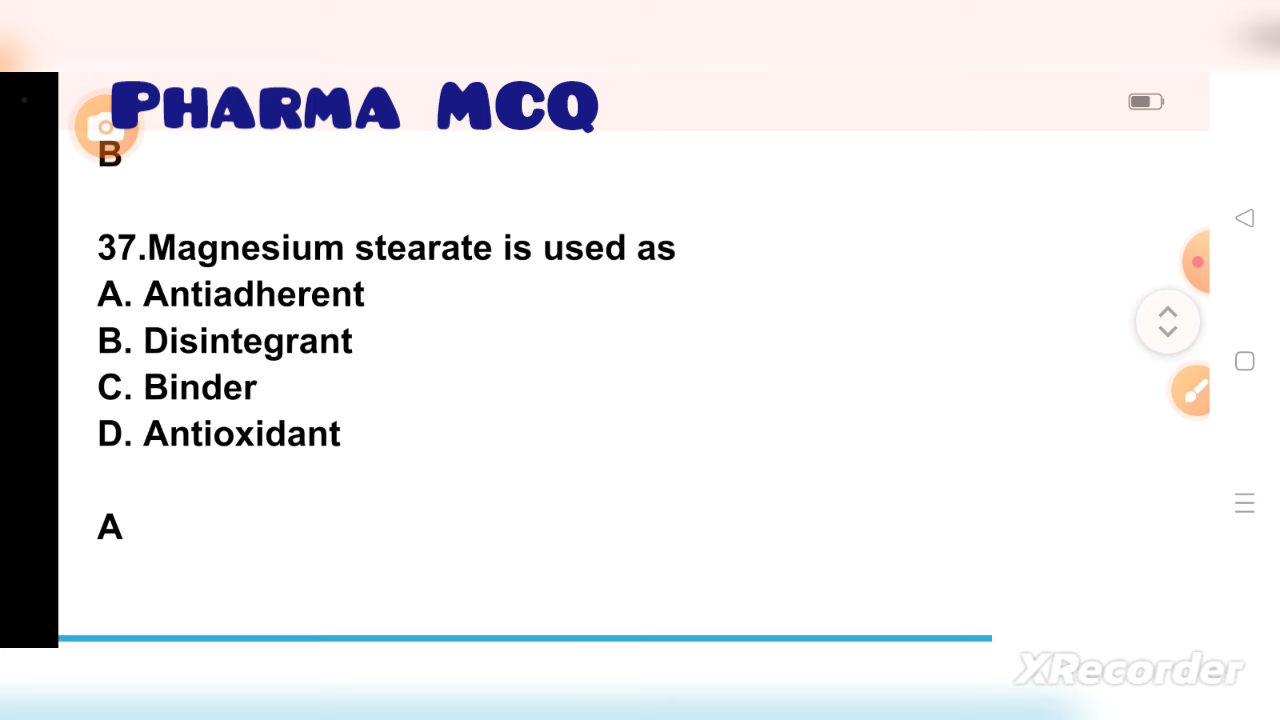 PHARMA MCQ
B
37.Magnesium stearate is used as
A. Antiadherent
B. Disintegrant
C. Binder
D. Antioxidant
A
XRecorder